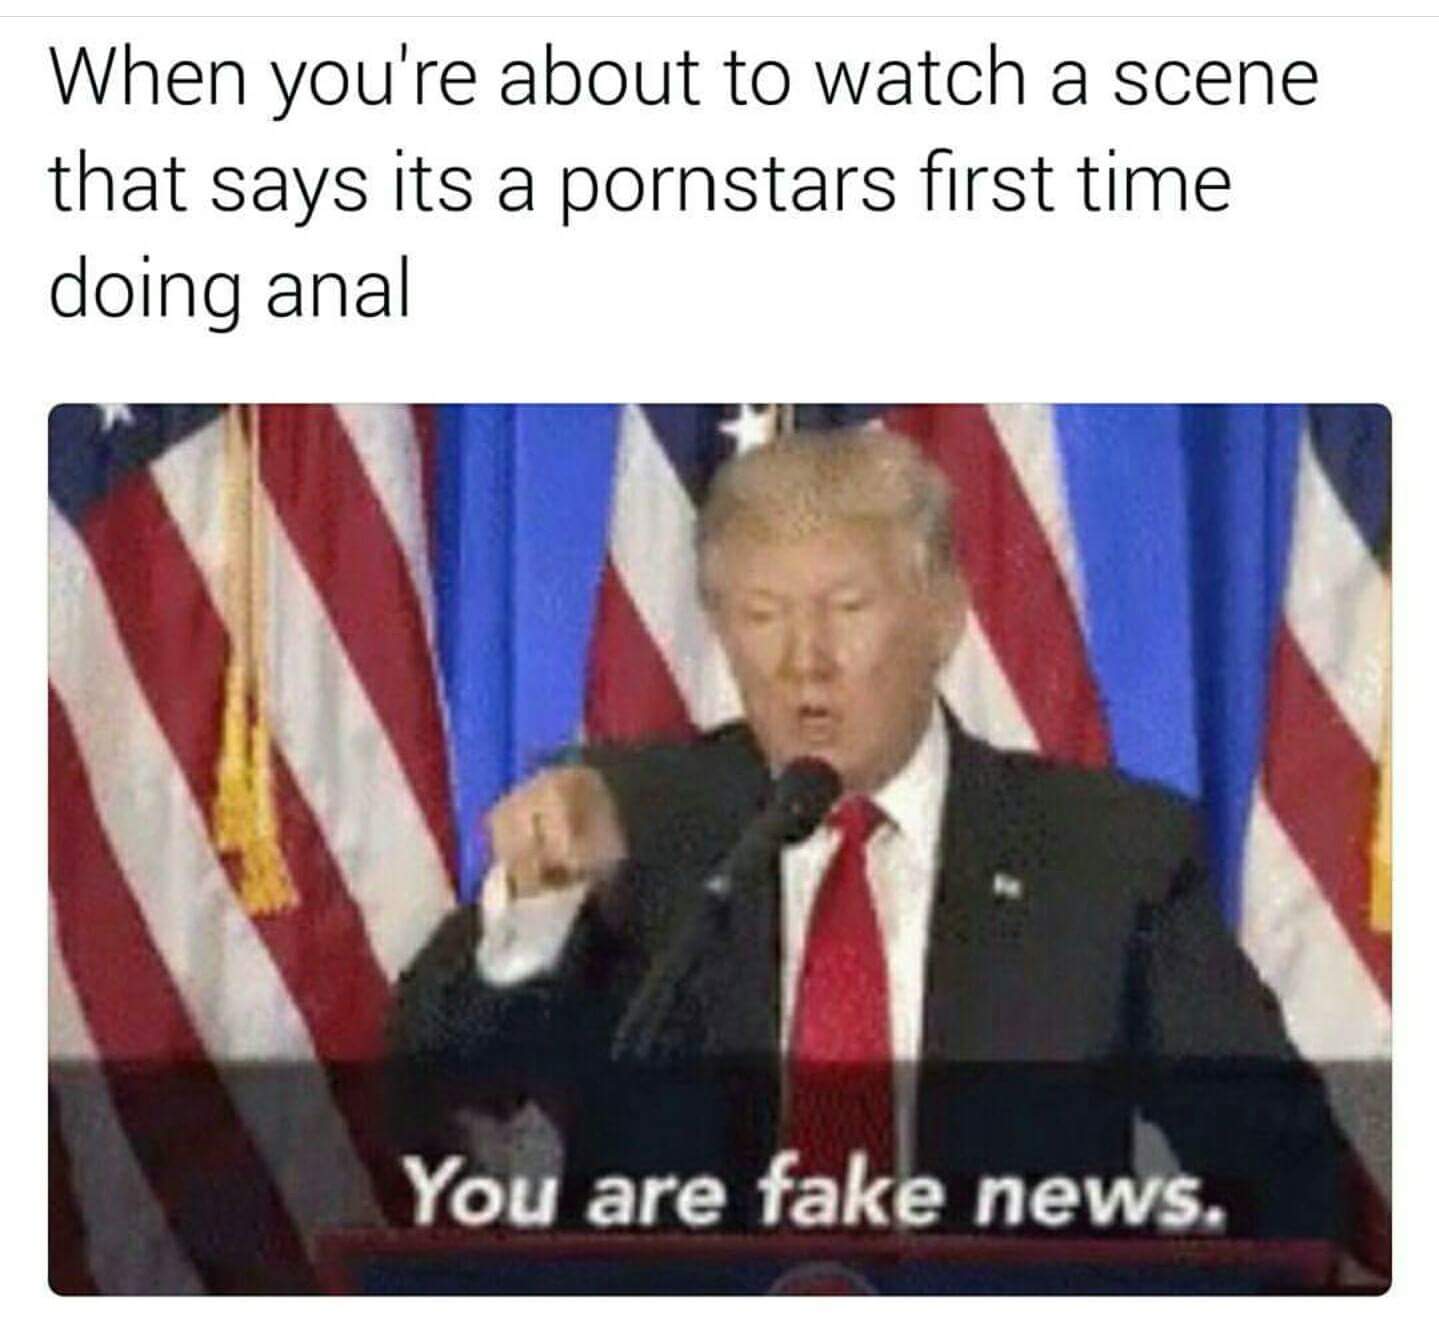 When you're about to watch a scene
that says its a pornstars first time
doing anal
You are fake news.